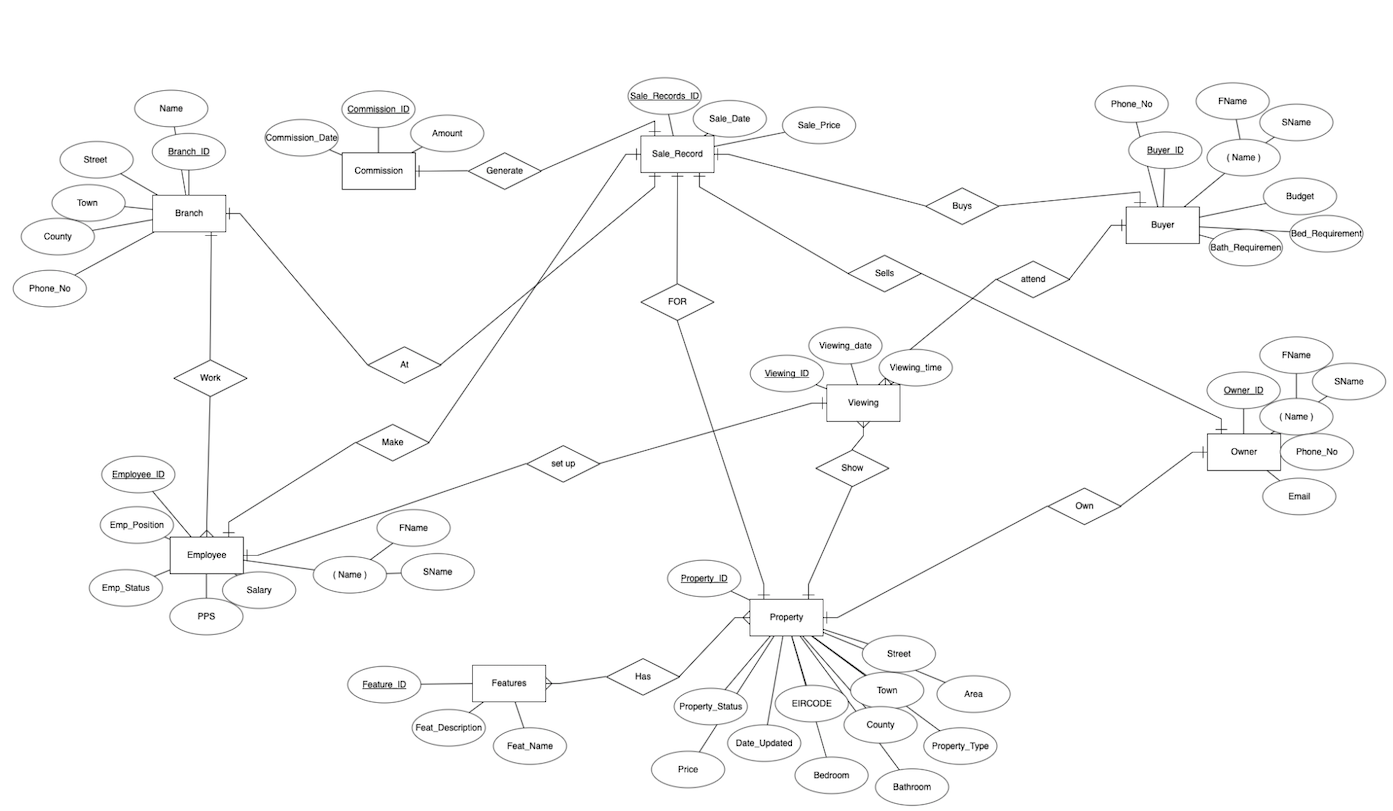 Name
Branch_ID
Street
Town
County
Phone_No
Branch
Commission_ID
Commission_Date
Amount
Commission
Generate
Sale_Records_ID
Sale_Date
Sale_Price
Sale_Record
Phone_No
FName
SName
Buyer_ID
( Name )
Budget
Bed_Requirement
Bath_Requiremen
Buyer
Buys
Sells
attend
FOR
At
Work
Make
set up
Viewing_date
Viewing_ID
Viewing_time
Viewing
Show
FName
SName
Owner_ID
( Name )
Phone_No
Owner
Email
Own
Employee_ID
Emp_Position
Employee
Emp_Status
PPS
Salary
( Name )
FName
SName
Property_ID
Property
Has
Features
Feature_ID
Feat_Description
Feat_Name
Property_Status
Price
Date_Updated
EIRCODE
Bedroom
Street
Town
County
Area
Property_Type
Bathroom